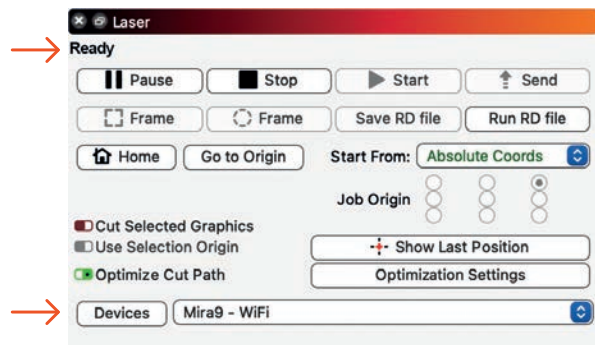 Laser
Ready
Pause Stop Start Send
Frame Frame Save RD file Run RD file
Home Go to Origin Start From: Absolute Coords
Job Origin
Cut Selected Graphics
Use Selection Origin Show Last Position
Optimize Cut Path Optimization Settings
Devices Mira9 - WiFi